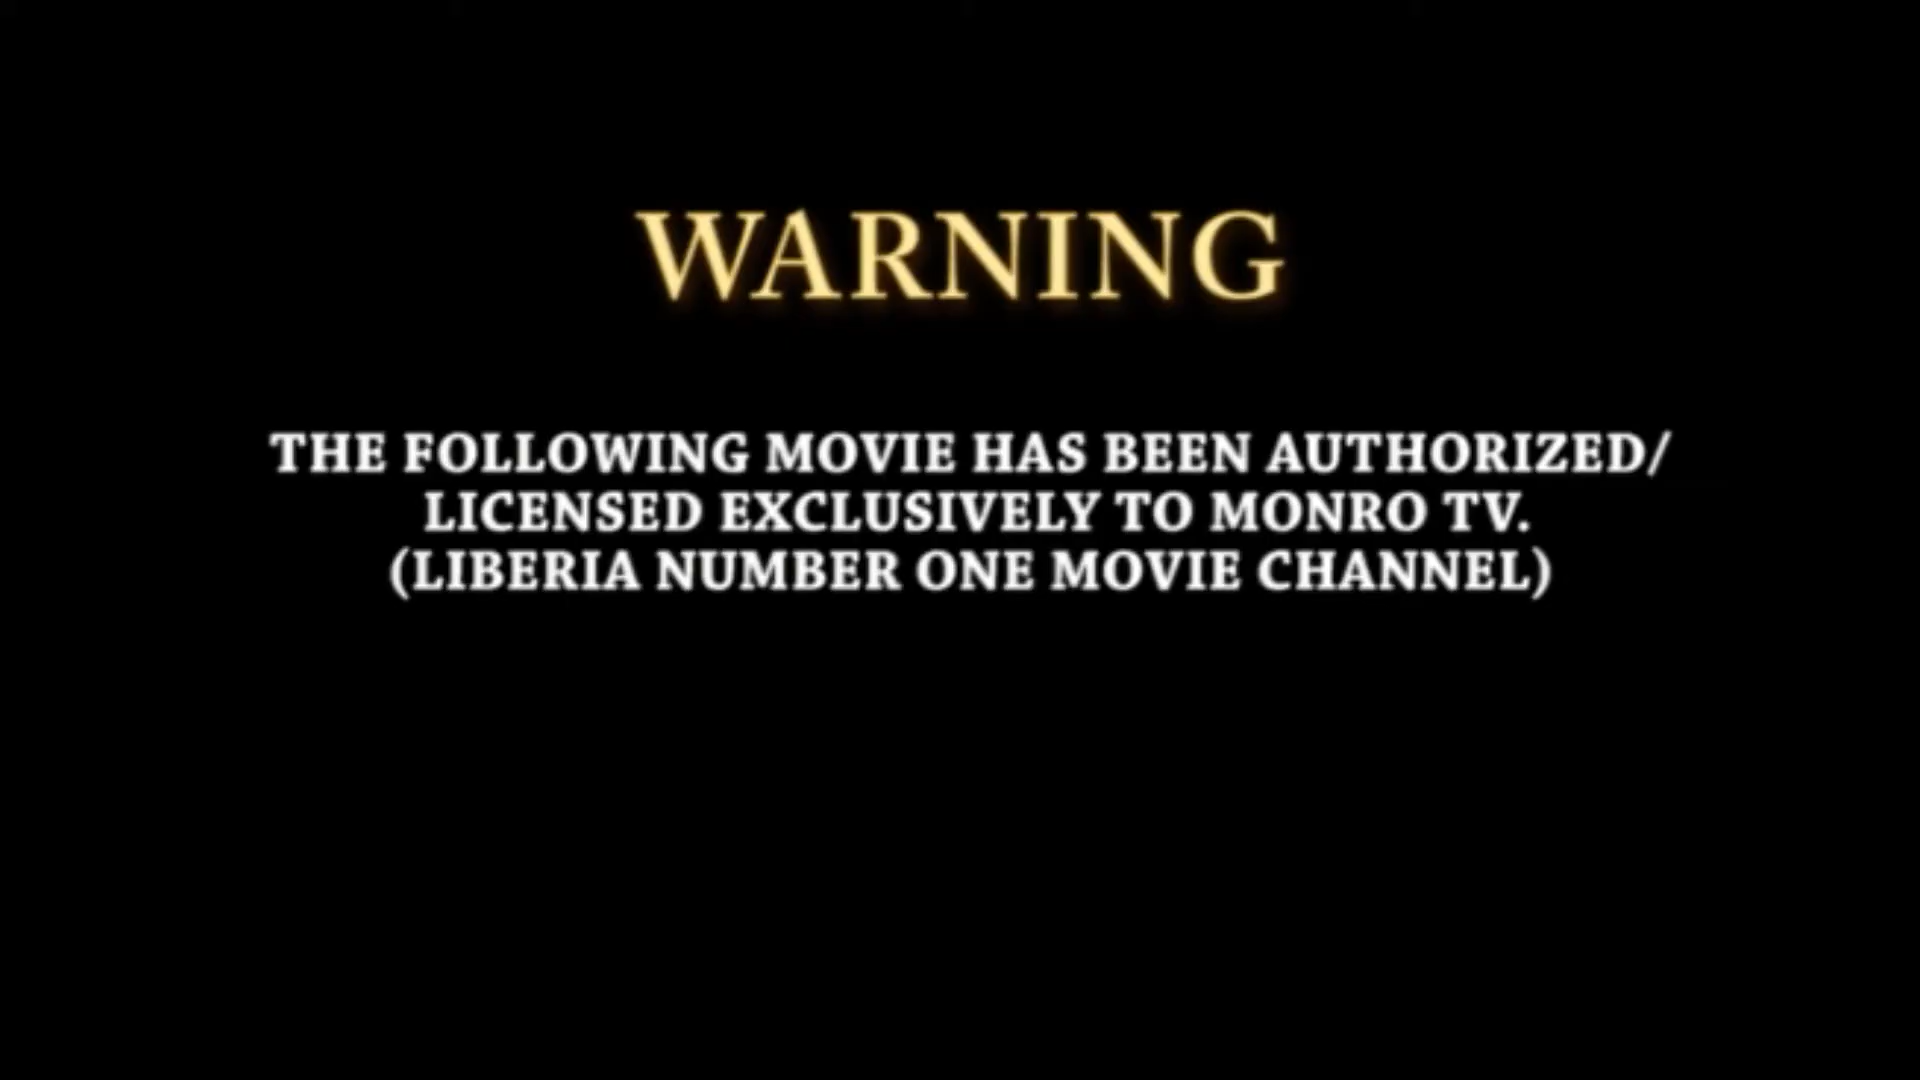 WARNING
THE FOLLOWING MOVIE HAS BEEN AUTHORIZED/
LICENSED EXCLUSIVELY TO MONRO TV.
(LIBERIA NUMBER ONE MOVIE CHANNEL)